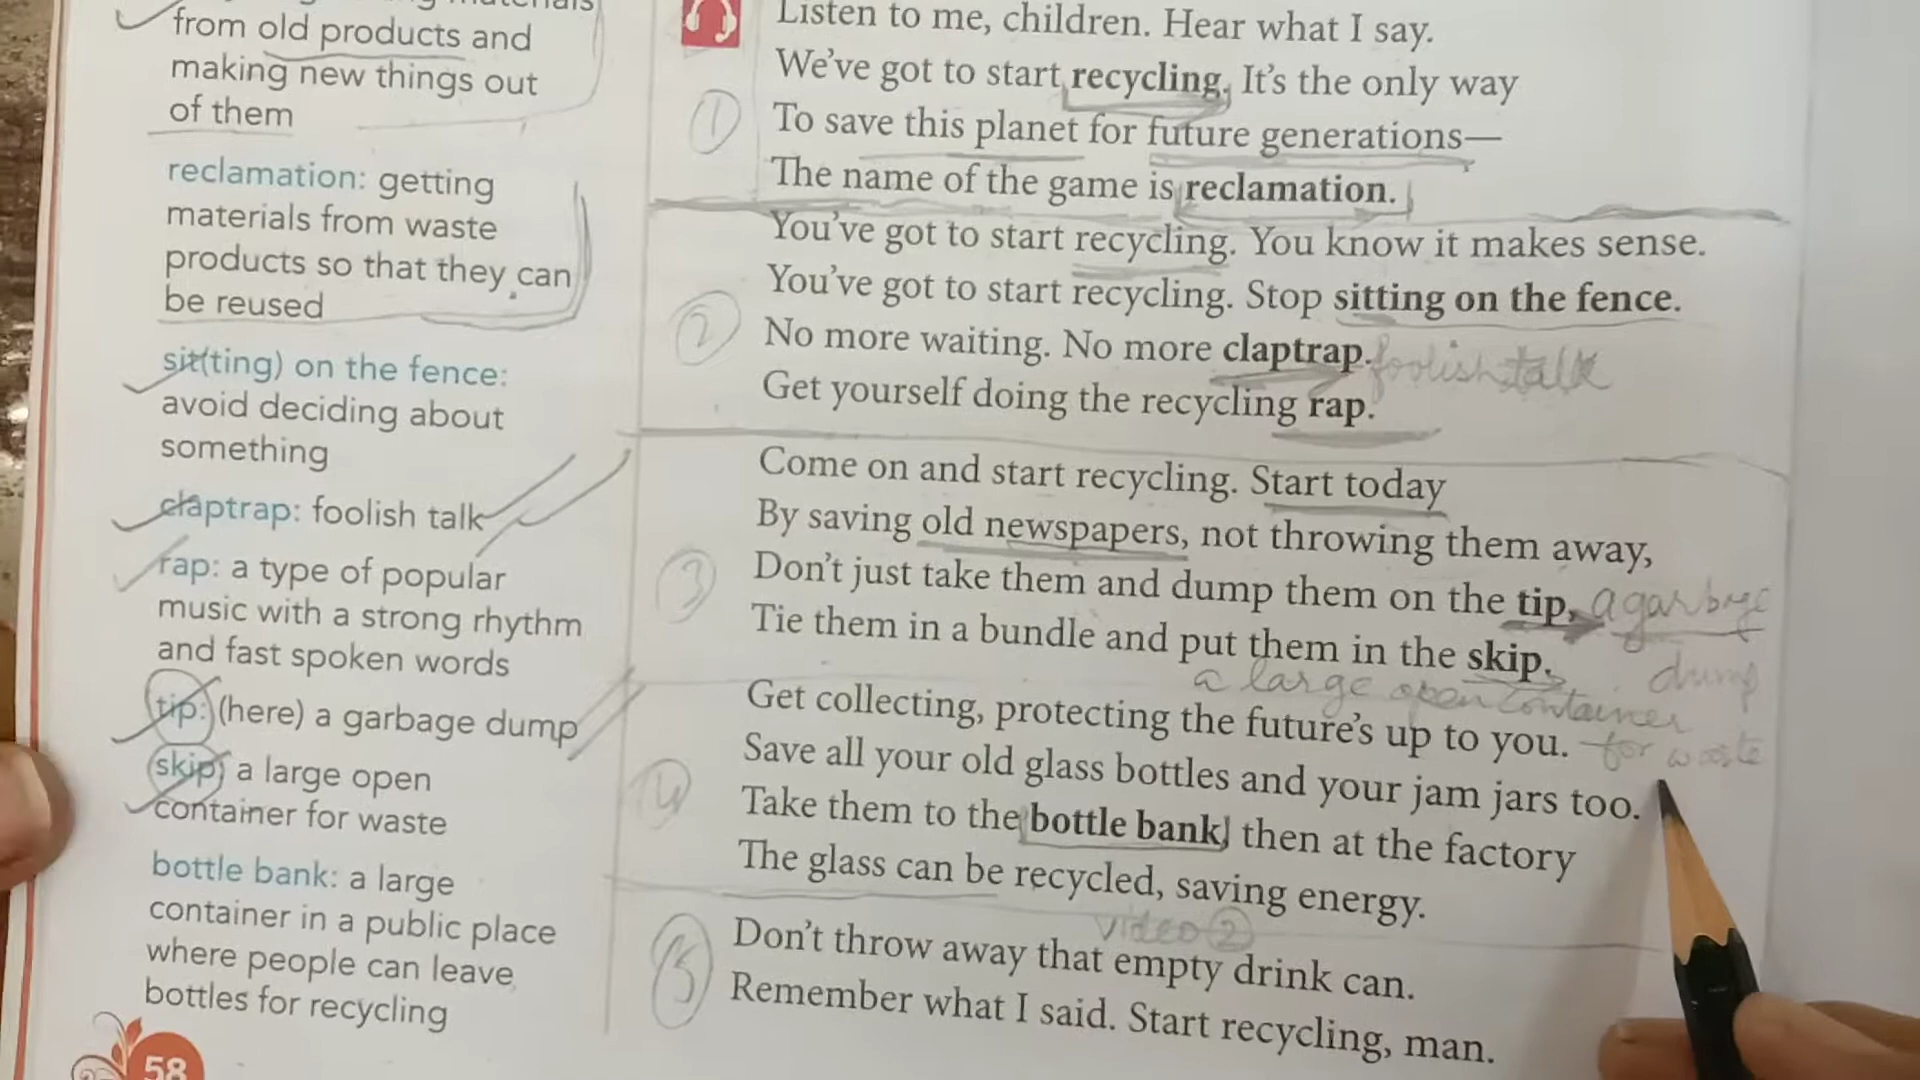 from old products and
making new things out
of them
reclamation: getting
materials from waste
products so that they can
be reused
sit(ting) on the fence:
avoid deciding about
something
claptrap: foolish talk
rap: a type of popular
music with a strong rhythm
and fast spoken words
tip: (here) a garbage dump
skip: a large open
container for waste
bottle bank: a large
container in a public place
where people can leave
bottles for recycling
58
Listen to me, children. Hear what I say.
We've got to start recycling. It's the only way
1
To save this planet for future generations—
The name of the game is reclamation.
You've got to start recycling. You know it makes sense.
You've got to start recycling. Stop sitting on the fence.
2
No more waiting. No more claptrap. foolish talk
Get yourself doing the recycling rap.
Come on and start recycling. Start today
By saving old newspapers, not throwing them away,
3
Don't just take them and dump them on the tip, a garbage
dump
Tie them in a bundle and put them in the skip.
a large open container
for waste
Get collecting, protecting the future's up to you.
Save all your old glass bottles and your jam jars too.
4
Take them to the bottle bank, then at the factory
The glass can be recycled, saving energy.
video 2
5
Don't throw away that empty drink can.
Remember what I said. Start recycling, man.